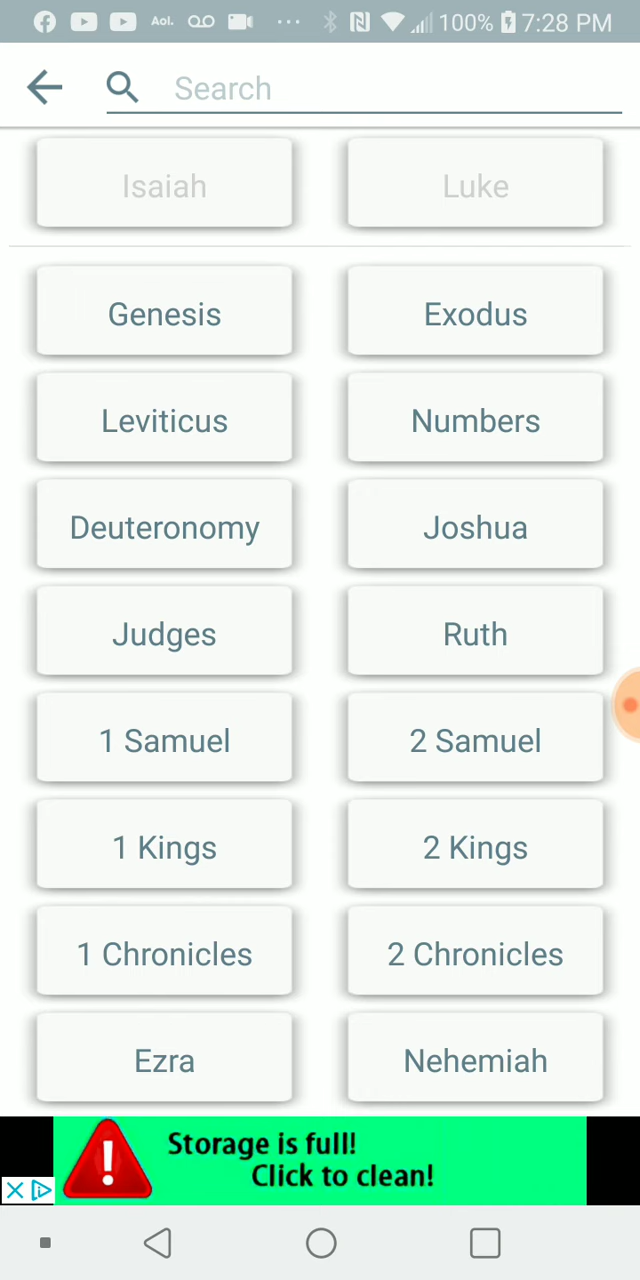 Aol. 100% 7:28 PM
Search
Isaiah Luke
Genesis Exodus
Leviticus Numbers
Deuteronomy Joshua
Judges Ruth
1 Samuel 2 Samuel
1 Kings 2 Kings
1 Chronicles 2 Chronicles
Ezra Nehemiah
Storage is full!
Click to clean!